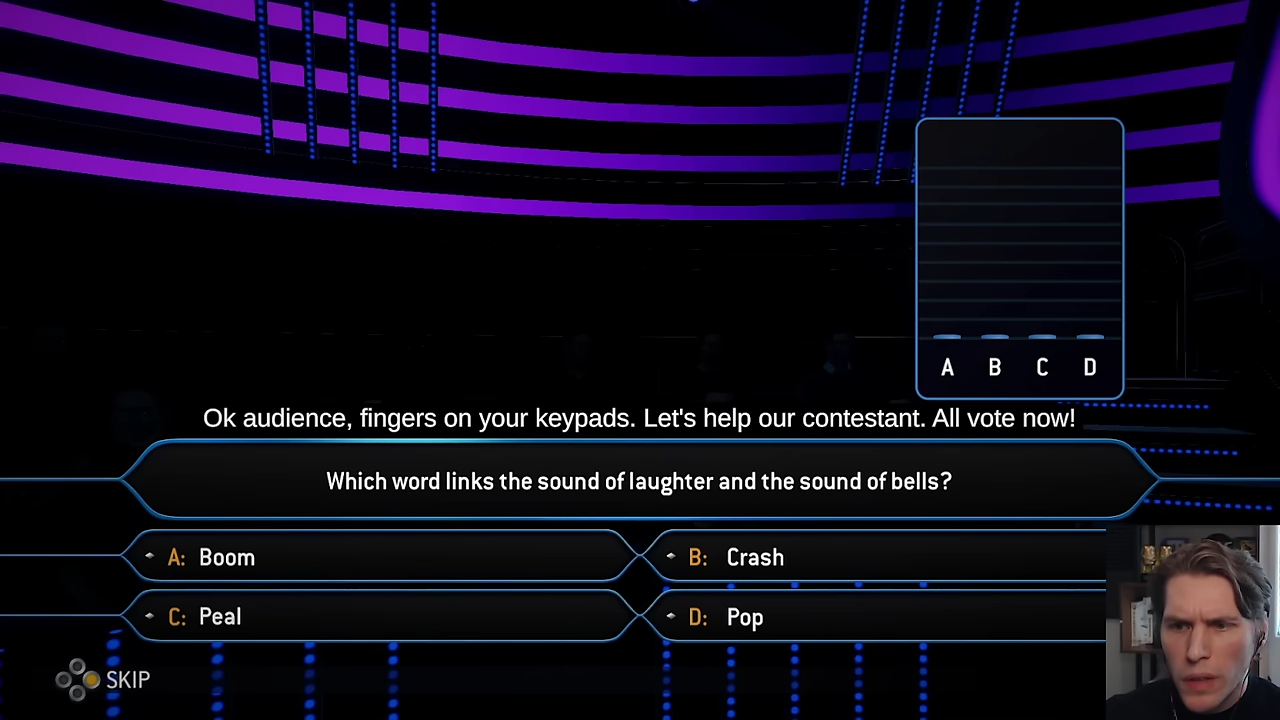 A B C D
Ok audience, fingers on your keypads. Let's help our contestant. All vote now!
Which word links the sound of laughter and the sound of bells?
A: Boom
B: Crash
C: Peal
D: Pop
SKIP